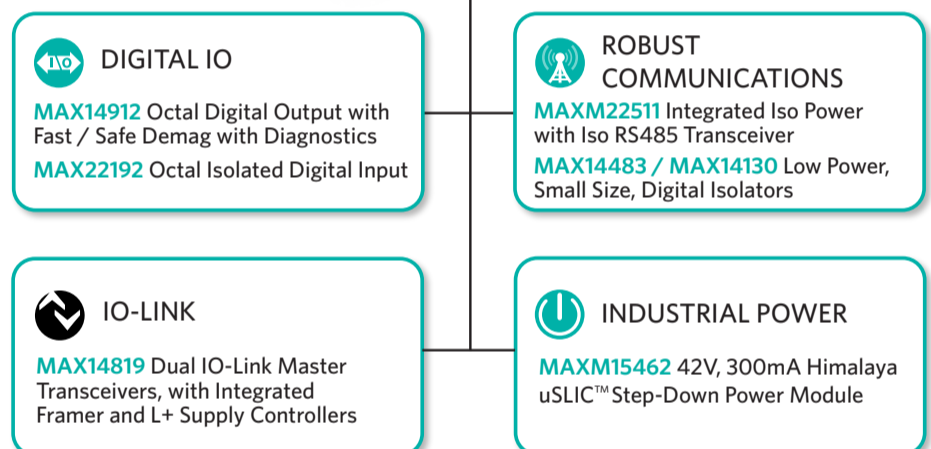 I\O
DIGITAL IO
MAX14912 Octal Digital Output with
Fast / Safe Demag with Diagnostics
MAX22192 Octal Isolated Digital Input
ROBUST
COMMUNICATIONS
MAXM22511 Integrated Iso Power
with Iso RS485 Transceiver
MAX14483 / MAX14130 Low Power,
Small Size, Digital Isolators
IO-LINK
MAX14819 Dual IO-Link Master
Transceivers, with Integrated
Framer and L+ Supply Controllers
INDUSTRIAL POWER
MAXM15462 42V, 300mA Himalaya
uSLIC™ Step-Down Power Module